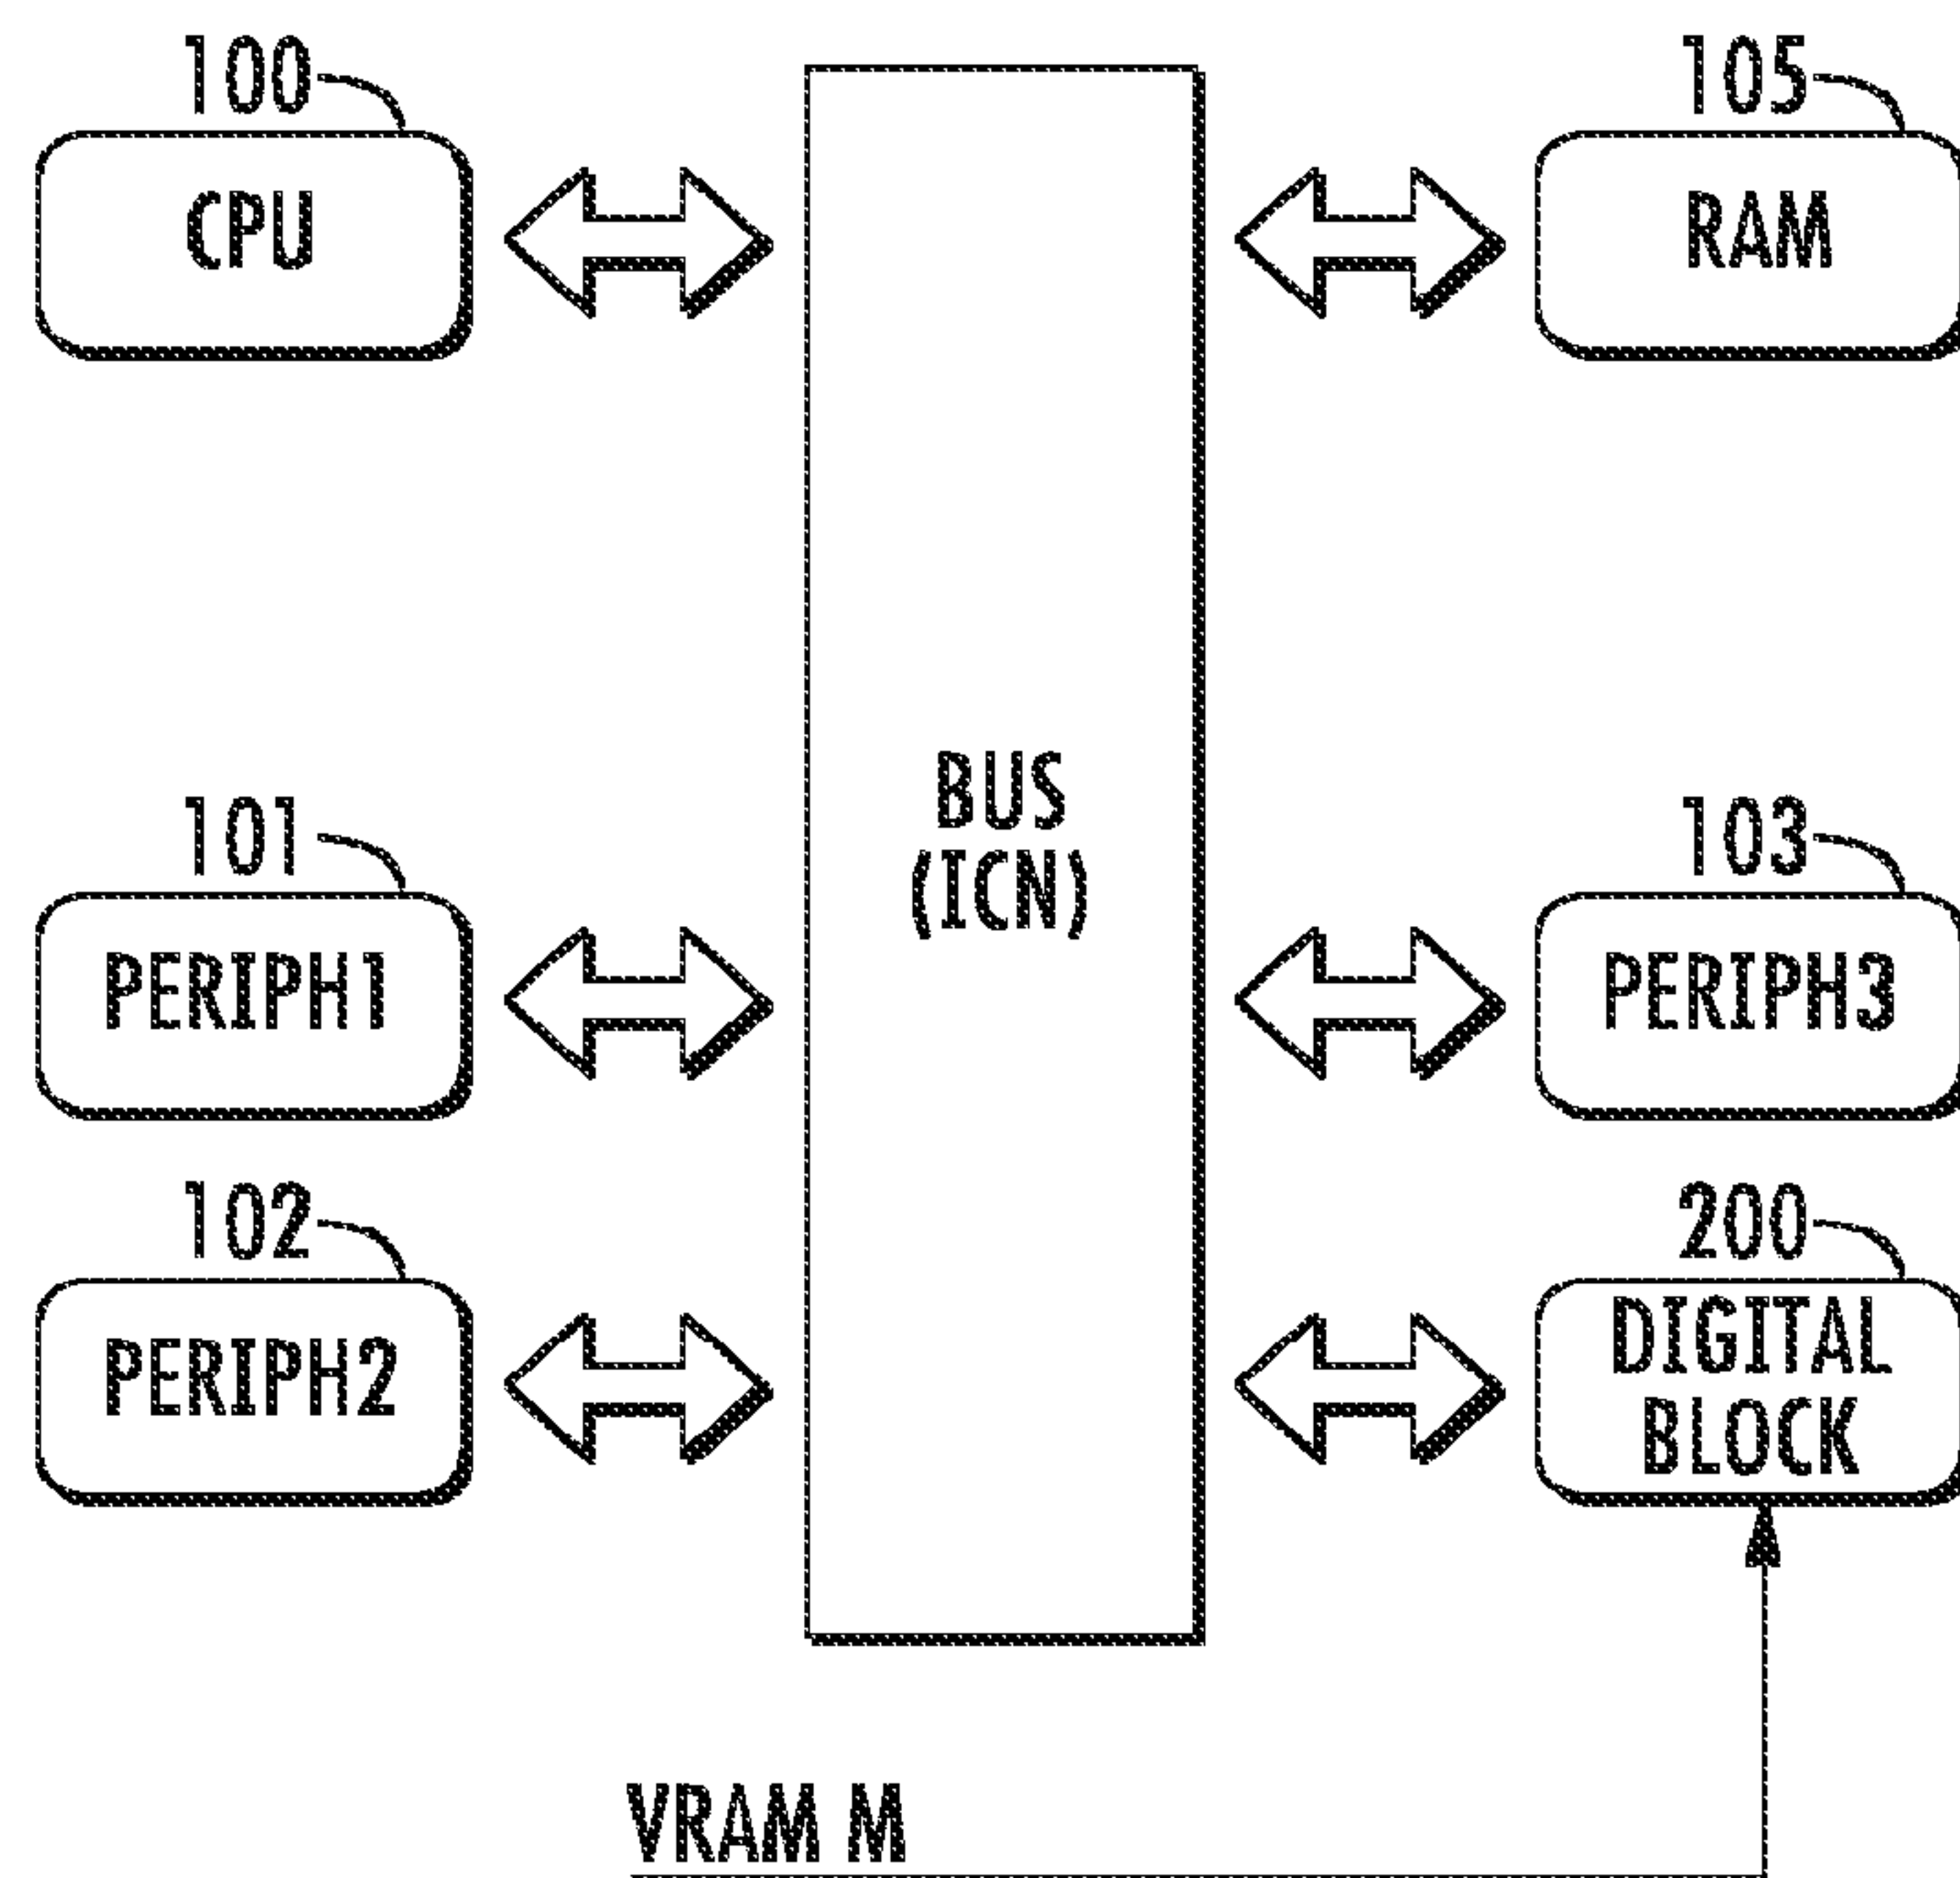 100
CPU
105
RAM
BUS
(ICN)
101
PERIPH1
103
PERIPH3
102
PERIPH2
200
DIGITAL
BLOCK
VRAM M